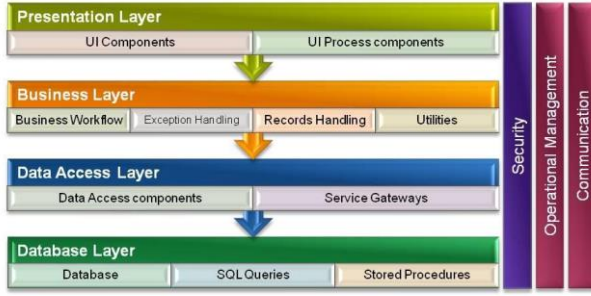 Presentation Layer
UI Components
UI Process components
Business Layer
Business Workflow
Exception Handling
Records Handling
Utilities
Data Access Layer
Data Access components
Service Gateways
Database Layer
Database
SQL Queries
Stored Procedures
Security
Operational Management
Communication